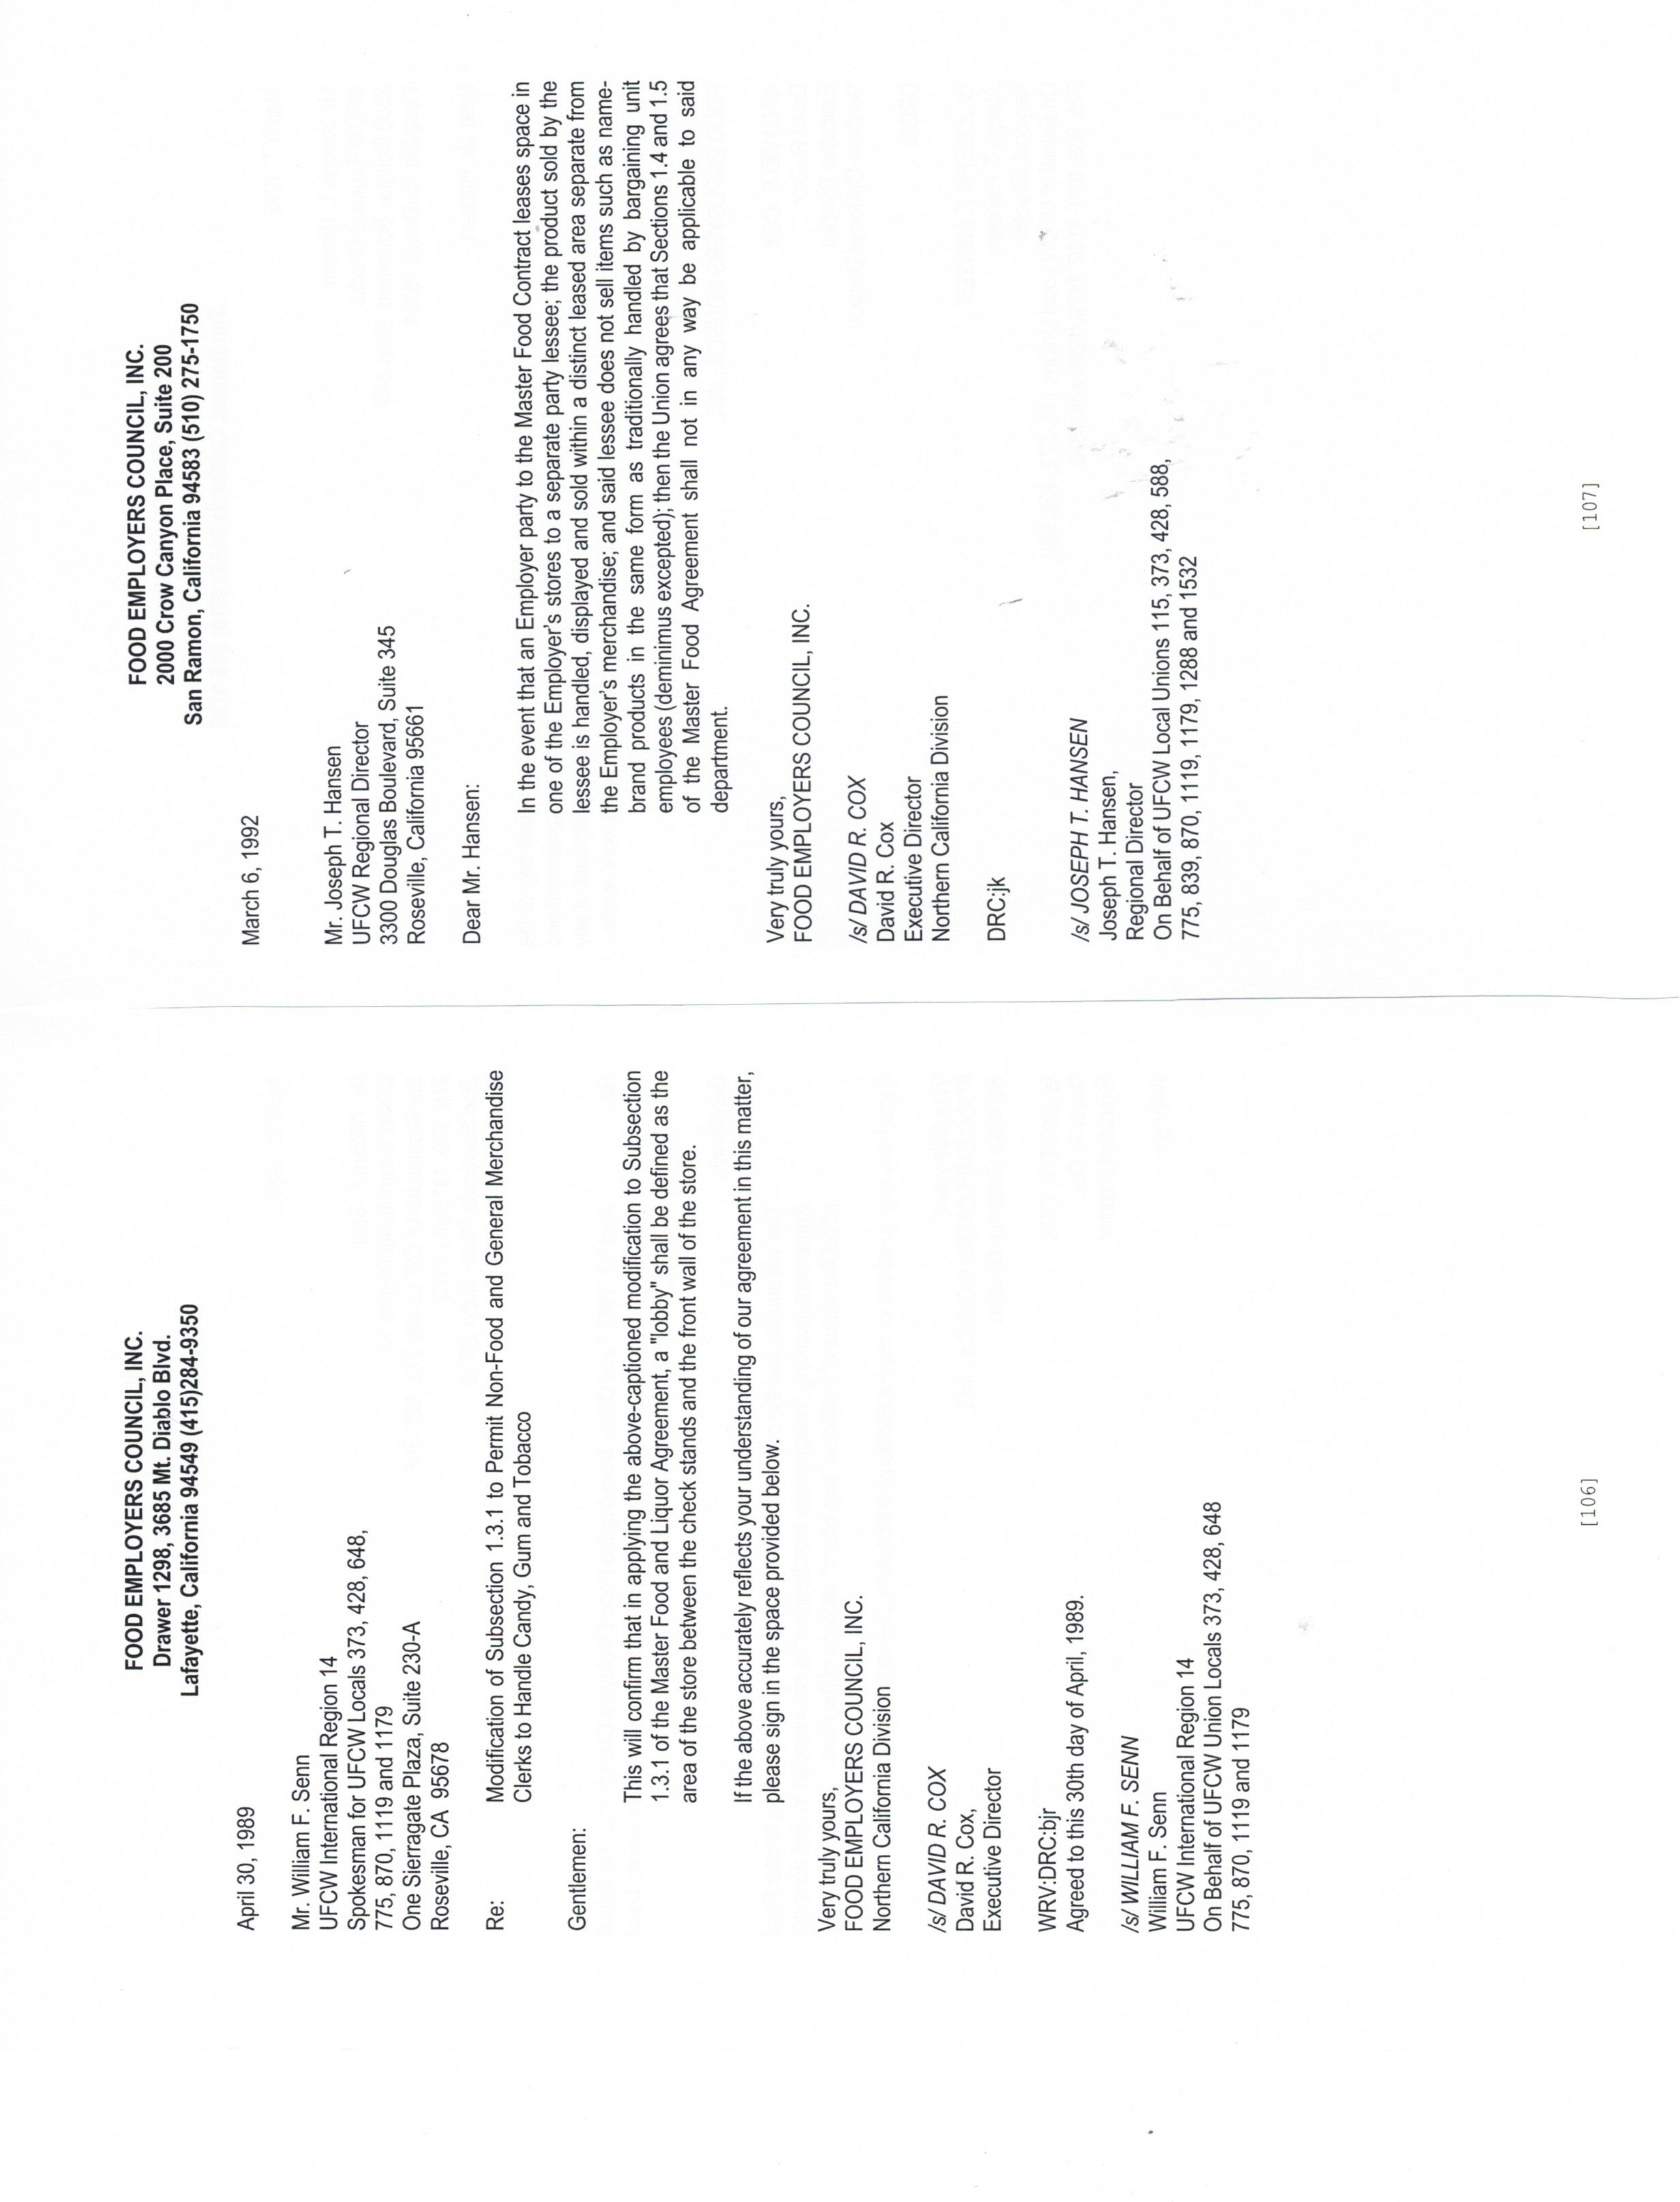 FOOD EMPLOYERS COUNCIL, INC.
Drawer 1298, 3685 Mt. Diablo Blvd.
Lafayette, California 94549 (415)284-9350
April 30, 1989
Mr. William F. Senn
UFCW International Region 14
Spokesman for UFCW Locals 373, 428, 648,
775, 870, 1119 and 1179
One Sierragate Plaza, Suite 230-A
Roseville, CA 95678
Re: Modification of Subsection 1.3.1 to Permit Non-Food and General Merchandise
Clerks to Handle Candy, Gum and Tobacco
Gentlemen:
This will confirm that in applying the above-captioned modification to Subsection
1.3.1 of the Master Food and Liquor Agreement, a "lobby" shall be defined as the
area of the store between the check stands and the front wall of the store.
If the above accurately reflects your understanding of our agreement in this matter,
please sign in the space provided below.
Very truly yours,
FOOD EMPLOYERS COUNCIL, INC.
Northern California Division
/s/ DAVID R. COX
David R. Cox,
Executive Director
WRV:DRC:bjr
Agreed to this 30th day of April, 1989.
/s/ WILLIAM F. SENN
William F. Senn
UFCW International Region 14
On Behalf of UFCW Union Locals 373, 428, 648
775, 870, 1119 and 1179
[106]
FOOD EMPLOYERS COUNCIL, INC.
2000 Crow Canyon Place, Suite 200
San Ramon, California 94583 (510) 275-1750
March 6, 1992
Mr. Joseph T. Hansen
UFCW Regional Director
3300 Douglas Boulevard, Suite 345
Roseville, California 95661
Dear Mr. Hansen:
In the event that an Employer party to the Master Food Contract leases space in
one of the Employer's stores to a separate party lessee; the product sold by the
lessee is handled, displayed and sold within a distinct leased area separate from
the Employer's merchandise; and said lessee does not sell items such as name-
brand products in the same form as traditionally handled by bargaining unit
employees (deminimus excepted); then the Union agrees that Sections 1.4 and 1.5
of the Master Food Agreement shall not in any way be applicable to said
department.
Very truly yours,
FOOD EMPLOYERS COUNCIL, INC.
/s/ DAVID R. COX
David R. Cox
Executive Director
Northern California Division
DRC:jk
/s/ JOSEPH T. HANSEN
Joseph T. Hansen,
Regional Director
On Behalf of UFCW Local Unions 115, 373, 428, 588,
775, 839, 870, 1119, 1179, 1288 and 1532
[107]